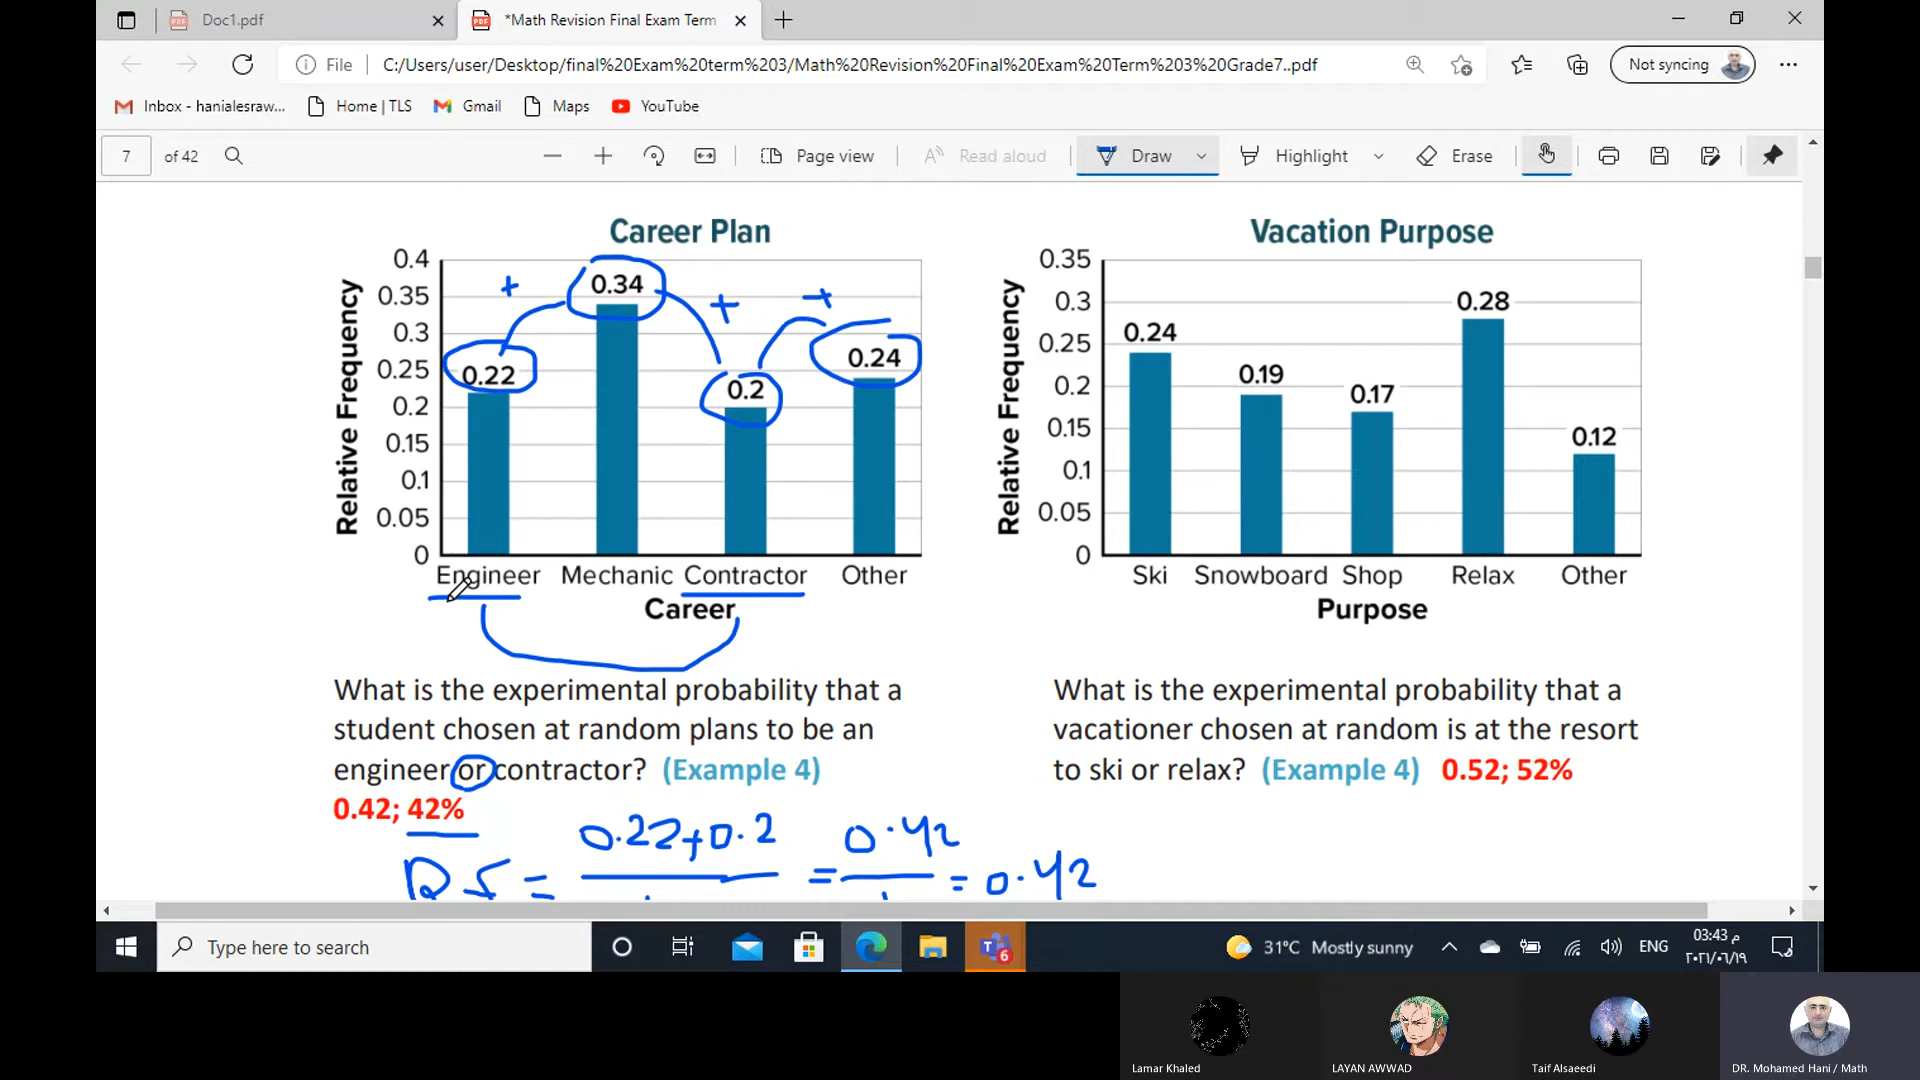 Doc1.pdf
*Math Revision Final Exam Term
File
C:/Users/user/Desktop/final%20Exam%20term%203/Math%20Revision%20Final%20Exam%20Term%203%20Grade7..pdf
Not syncing
Inbox - hanialesraw...
Home | TLS
Gmail
Maps
YouTube
7 of 42
Page view
Read aloud
Draw
Highlight
Erase
Career Plan
Relative Frequency
0.4
0.35
0.3
0.25
0.2
0.15
0.1
0.05
0
0.22
+
0.34
+
0.2
+
0.24
Engineer Mechanic Contractor Other
Career
Vacation Purpose
Relative Frequency
0.35
0.3
0.25
0.2
0.15
0.1
0.05
0
0.24
0.19
0.17
0.28
0.12
Ski Snowboard Shop Relax Other
Purpose
What is the experimental probability that a
student chosen at random plans to be an
engineer or contractor? (Example 4)
0.42; 42%
0.22+0.2 = 0.42 = 0.42
What is the experimental probability that a
vacationer chosen at random is at the resort
to ski or relax? (Example 4) 0.52; 52%
Type here to search
6
31°C Mostly sunny
ENG
03:43 م
٢٠٢١/٠٦/١٩
Lamar Khaled
LAYAN AWWAD
Taif Alsaeedi
DR. Mohamed Hani / Math